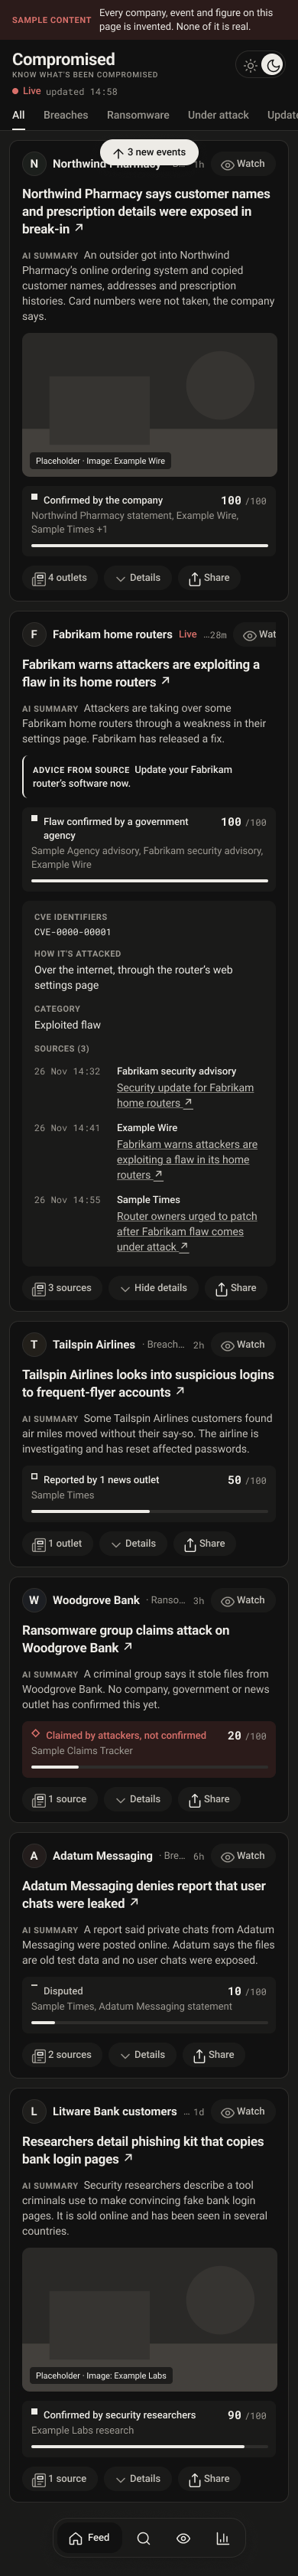 SAMPLE CONTENT Every company, event and figure on this
page is invented. None of it is real.
Compromised
KNOW WHAT'S BEEN COMPROMISED
Live updated 14:58
All Breaches Ransomware Under attack Update
3 new events
N Northwind Pharmacy 1h Watch
Northwind Pharmacy says customer names
and prescription details were exposed in
break-in ↗
AI SUMMARY An outsider got into Northwind
Pharmacy's online ordering system and copied
customer names, addresses and prescription
histories. Card numbers were not taken, the company
says.
Placeholder · Image: Example Wire
Confirmed by the company 100 /100
Northwind Pharmacy statement, Example Wire,
Sample Times +1
4 outlets Details Share
F Fabrikam home routers Live …28m Wat
Fabrikam warns attackers are exploiting a
flaw in its home routers ↗
AI SUMMARY Attackers are taking over some
Fabrikam home routers through a weakness in their
settings page. Fabrikam has released a fix.
ADVICE FROM SOURCE Update your Fabrikam
router's software now.
Flaw confirmed by a government 100 /100
agency
Sample Agency advisory, Fabrikam security advisory,
Example Wire
CVE IDENTIFIERS
CVE-0000-00001
HOW IT'S ATTACKED
Over the internet, through the router's web
settings page
CATEGORY
Exploited flaw
SOURCES (3)
26 Nov 14:32 Fabrikam security advisory
Security update for Fabrikam
home routers ↗
26 Nov 14:41 Example Wire
Fabrikam warns attackers are
exploiting a flaw in its home
routers ↗
26 Nov 14:55 Sample Times
Router owners urged to patch
after Fabrikam flaw comes
under attack ↗
3 sources Hide details Share
T Tailspin Airlines · Breach… 2h Watch
Tailspin Airlines looks into suspicious logins
to frequent-flyer accounts ↗
AI SUMMARY Some Tailspin Airlines customers found
air miles moved without their say-so. The airline is
investigating and has reset affected passwords.
Reported by 1 news outlet 50 /100
Sample Times
1 outlet Details Share
W Woodgrove Bank · Ranso… 3h Watch
Ransomware group claims attack on
Woodgrove Bank ↗
AI SUMMARY A criminal group says it stole files from
Woodgrove Bank. No company, government or news
outlet has confirmed this yet.
Claimed by attackers, not confirmed 20 /100
Sample Claims Tracker
1 source Details Share
A Adatum Messaging · Bre… 6h Watch
Adatum Messaging denies report that user
chats were leaked ↗
AI SUMMARY A report said private chats from Adatum
Messaging were posted online. Adatum says the files
are old test data and no user chats were exposed.
Disputed 10 /100
Sample Times, Adatum Messaging statement
2 sources Details Share
L Litware Bank customers … 1d Watch
Researchers detail phishing kit that copies
bank login pages ↗
AI SUMMARY Security researchers describe a tool
criminals use to make convincing fake bank login
pages. It is sold online and has been seen in several
countries.
Placeholder · Image: Example Labs
Confirmed by security researchers 90 /100
Example Labs research
1 source Details Share
Feed